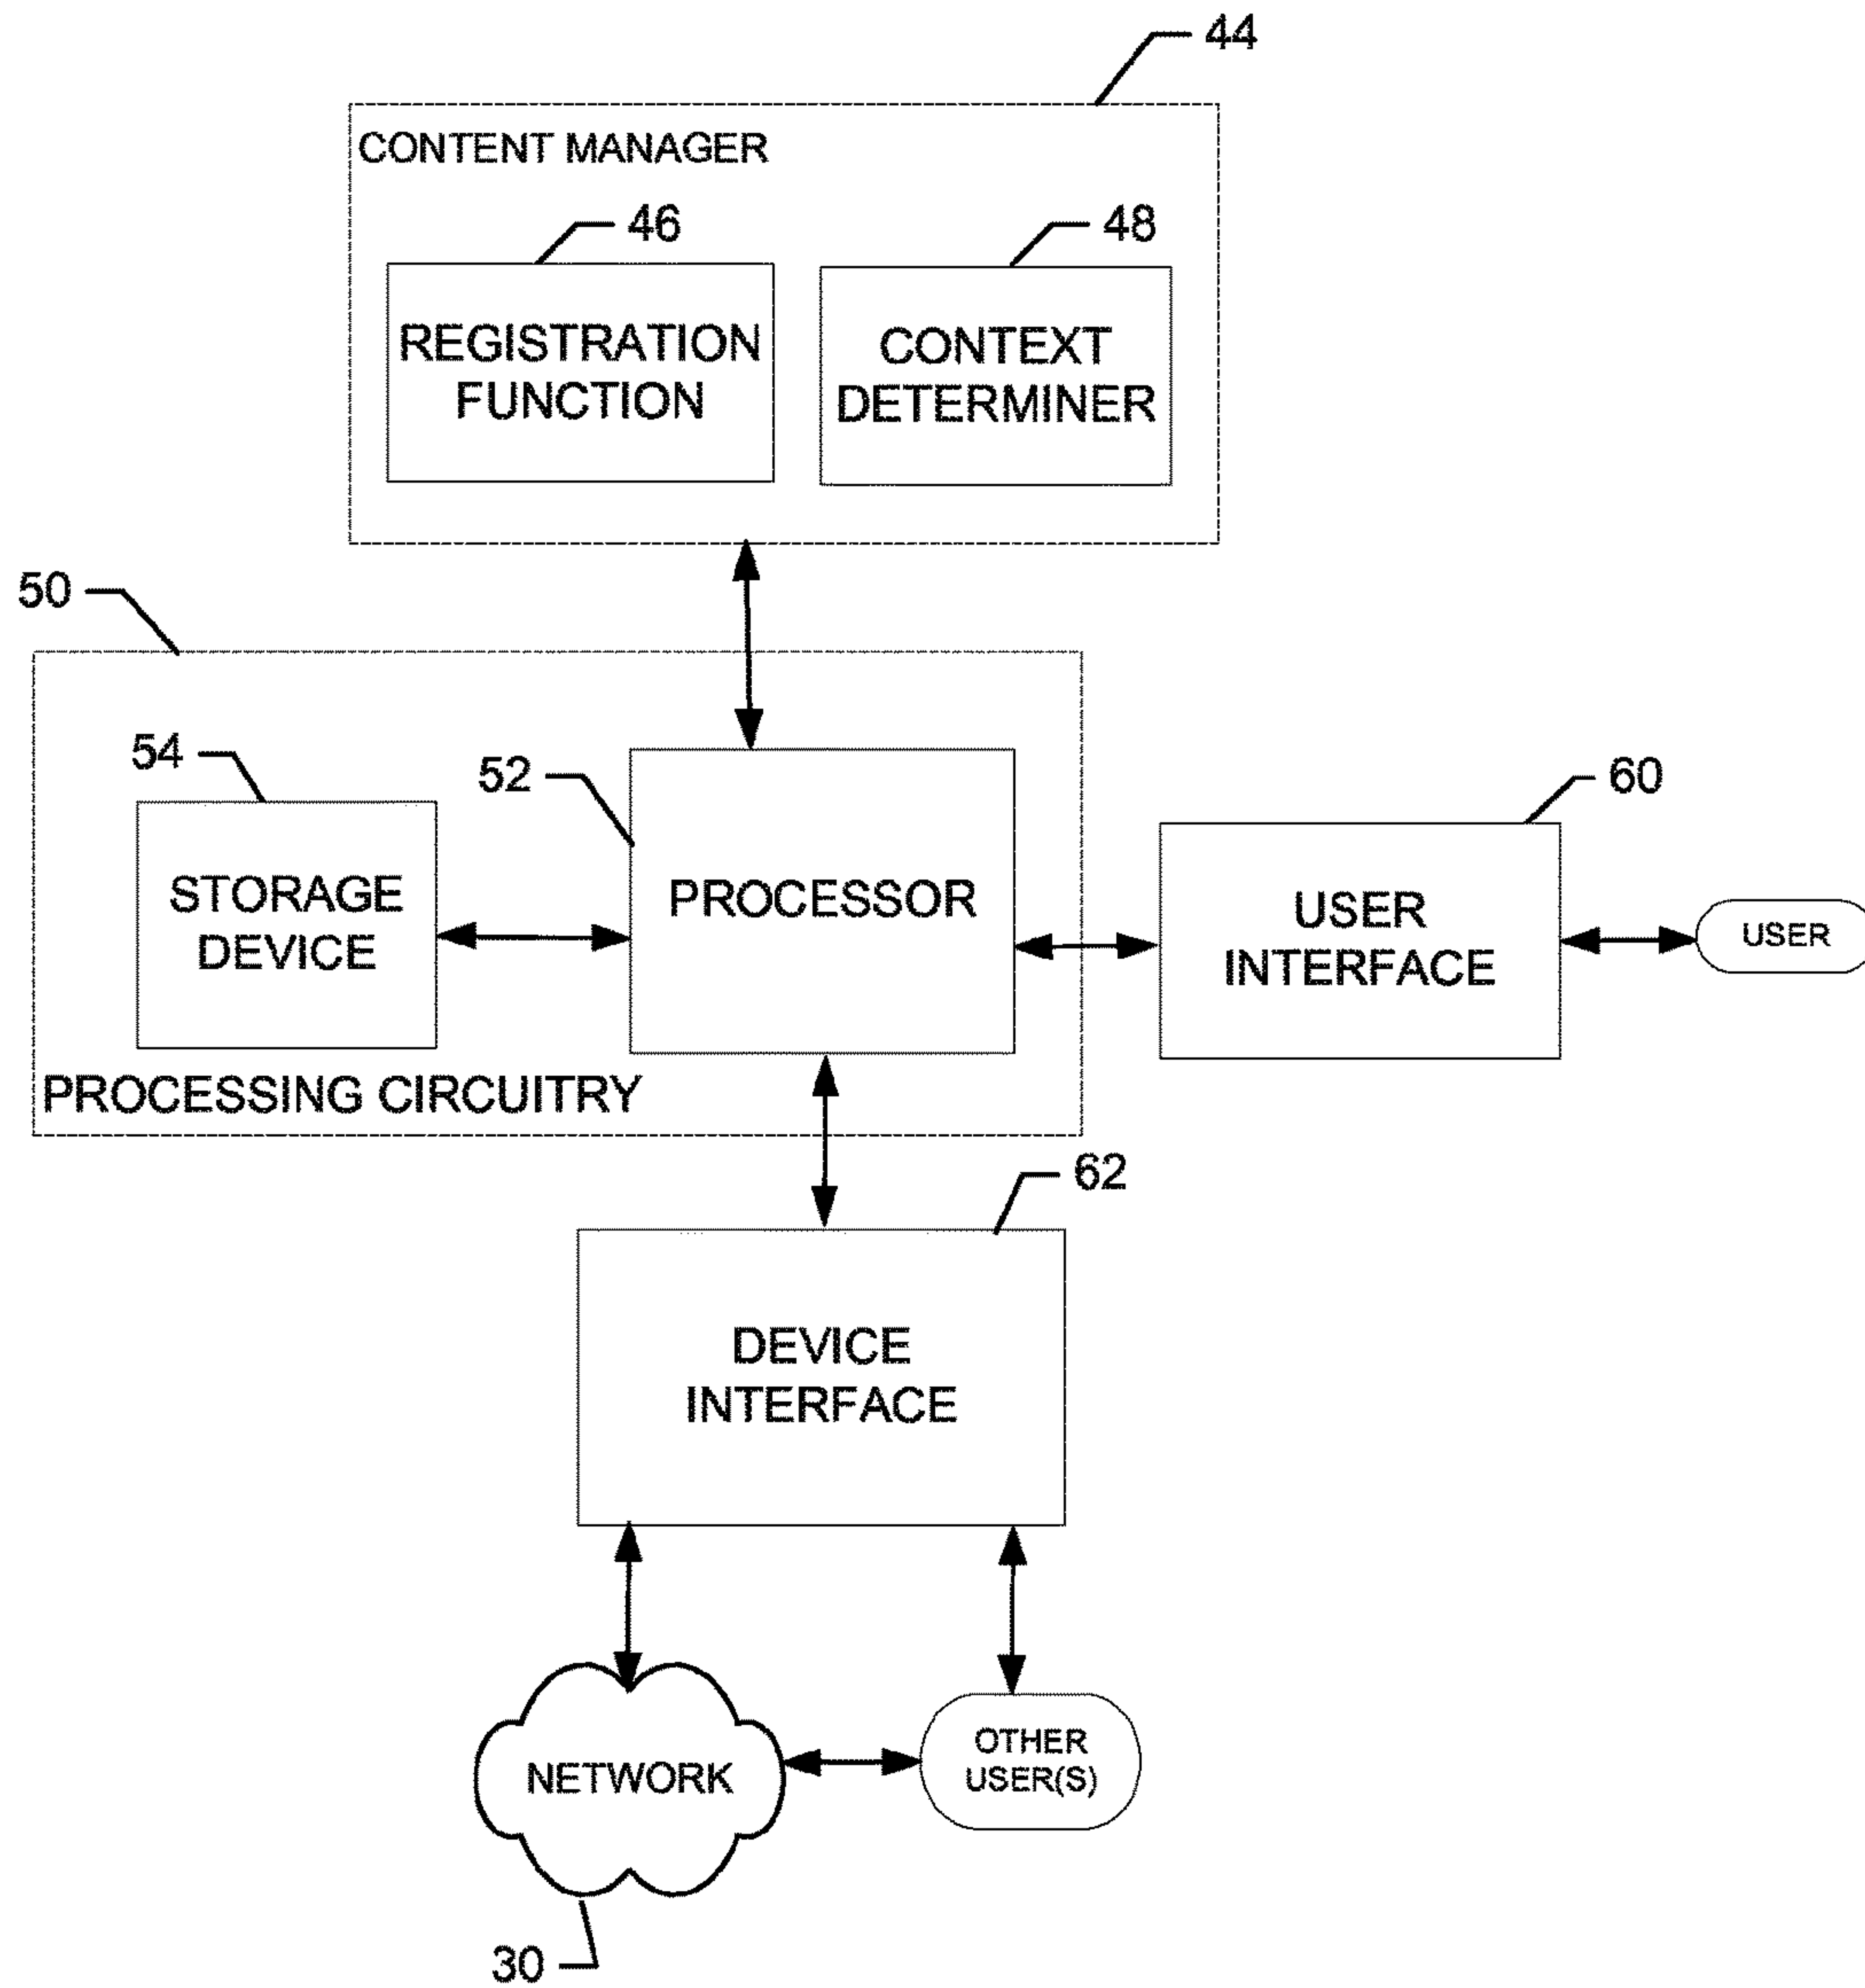 44
CONTENT MANAGER
46
48
REGISTRATION
FUNCTION
CONTEXT
DETERMINER
50
54
52
60
STORAGE
DEVICE
PROCESSOR
USER
INTERFACE
USER
PROCESSING CIRCUITRY
62
DEVICE
INTERFACE
NETWORK
OTHER
USER(S)
30